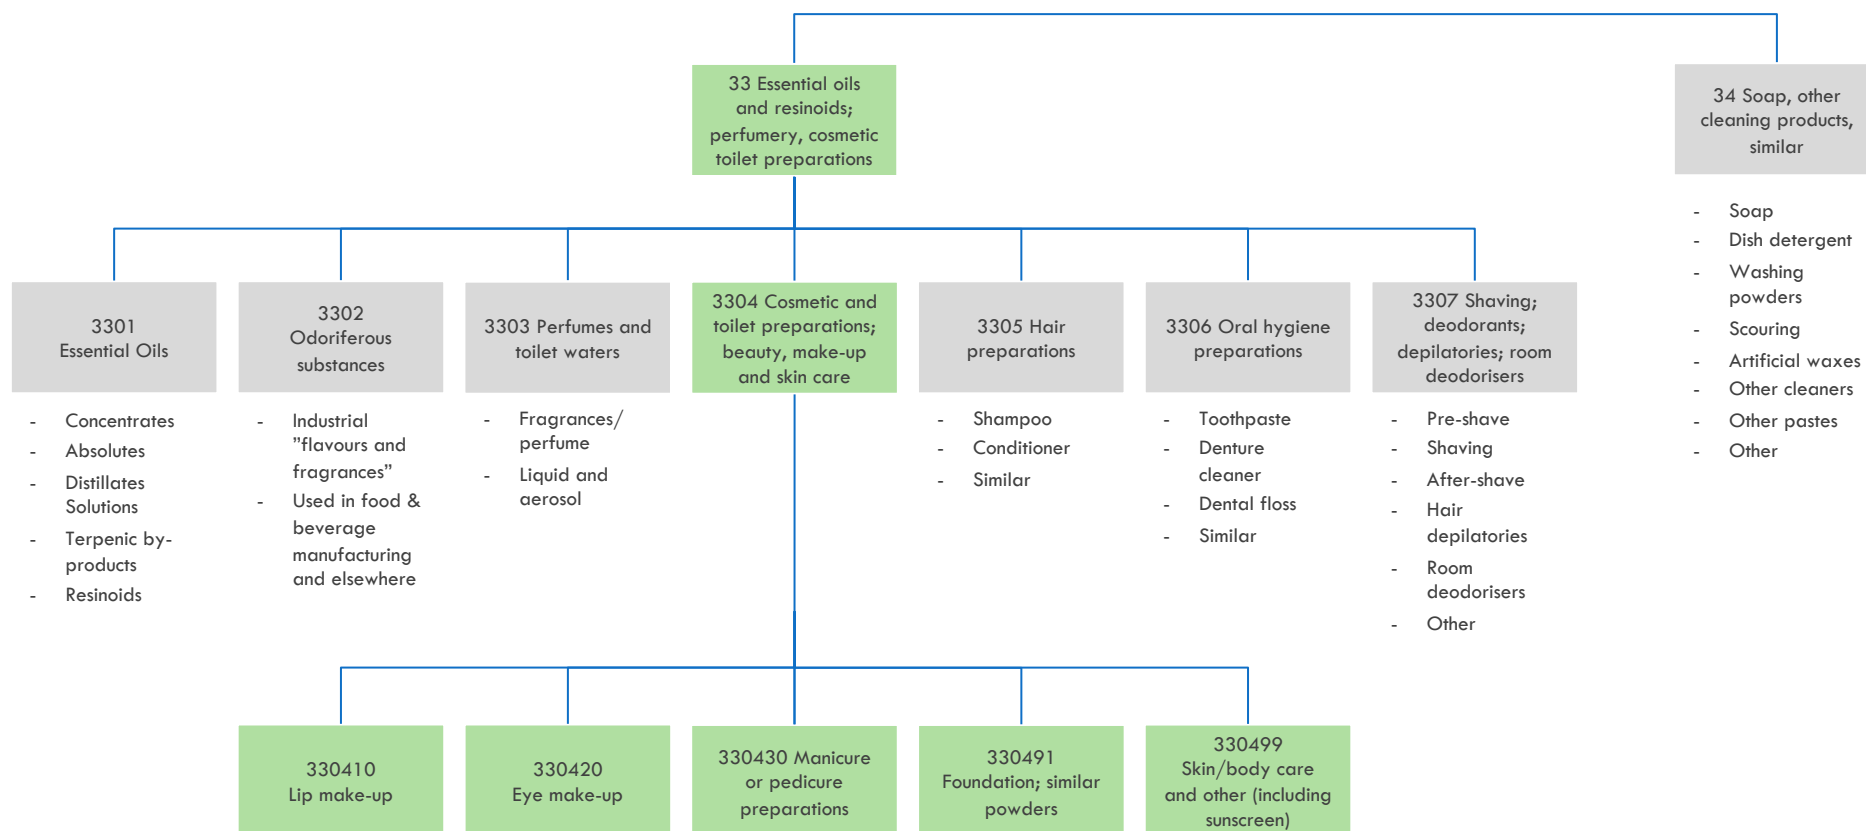 33 Essential oils
and resinoids;
perfumery, cosmetic
toilet preparations
34 Soap, other
cleaning products,
similar
- Soap
- Dish detergent
- Washing
powders
- Scouring
- Artificial waxes
- Other cleaners
- Other pastes
- Other
3301
Essential Oils
- Concentrates
- Absolutes
- Distillates
Solutions
- Terpenic by-
products
- Resinoids
3302
Odoriferous
substances
- Industrial
”flavours and
fragrances”
- Used in food &
beverage
manufacturing
and elsewhere
3303 Perfumes and
toilet waters
- Fragrances/
perfume
- Liquid and
aerosol
3304 Cosmetic and
toilet preparations;
beauty, make-up
and skin care
3305 Hair
preparations
- Shampoo
- Conditioner
- Similar
3306 Oral hygiene
preparations
- Toothpaste
- Denture
cleaner
- Dental floss
- Similar
3307 Shaving;
deodorants;
depilatories; room
deodorisers
- Pre-shave
- Shaving
- After-shave
- Hair
depilatories
- Room
deodorisers
- Other
330410
Lip make-up
330420
Eye make-up
330430 Manicure
or pedicure
preparations
330491
Foundation; similar
powders
330499
Skin/body care
and other (including
sunscreen)